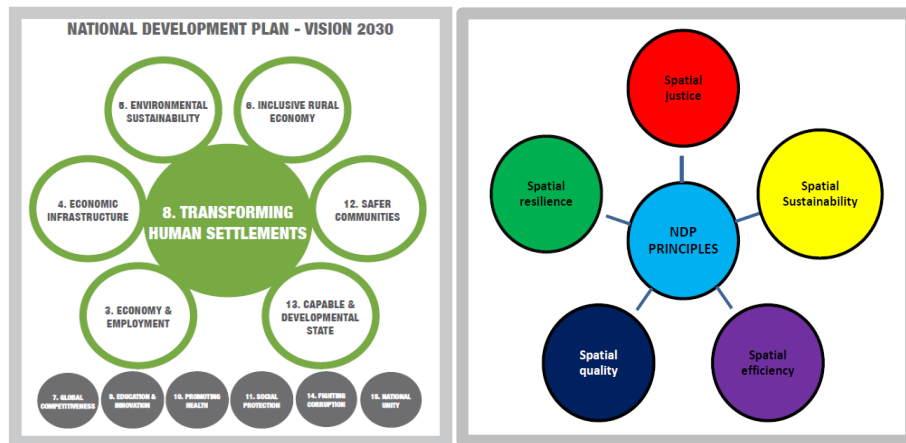 NATIONAL DEVELOPMENT PLAN - VISION 2030
5. ENVIRONMENTAL
SUSTAINABILITY
6. INCLUSIVE RURAL
ECONOMY
4. ECONOMIC
INFRASTRUCTURE
8. TRANSFORMING
HUMAN SETTLEMENTS
12. SAFER
COMMUNITIES
3. ECONOMY &
EMPLOYMENT
13. CAPABLE &
DEVELOPMENTAL
STATE
7. GLOBAL
COMPETITIVENESS
9. EDUCATION &
INNOVATION
10. PROMOTING
HEALTH
11. SOCIAL
PROTECTION
14. FIGHTING
CORRUPTION
15. NATIONAL
UNITY
Spatial
justice
Spatial
resilience
Spatial
Sustainability
NDP
PRINCIPLES
Spatial
quality
Spatial
efficiency